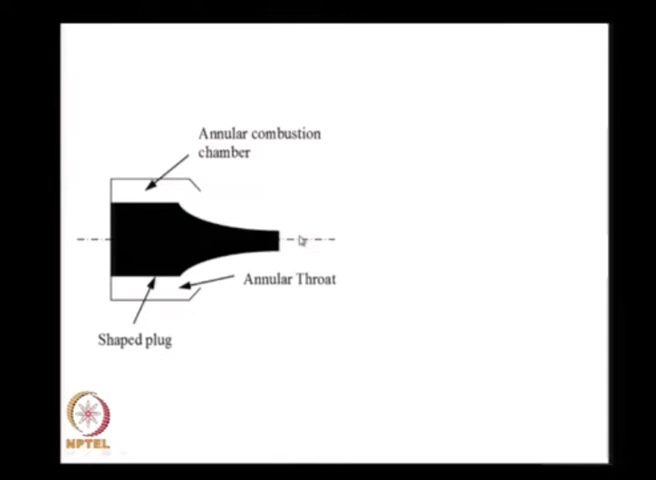 Annular combustion
chamber
Annular Throat
Shaped plug
NPTEL